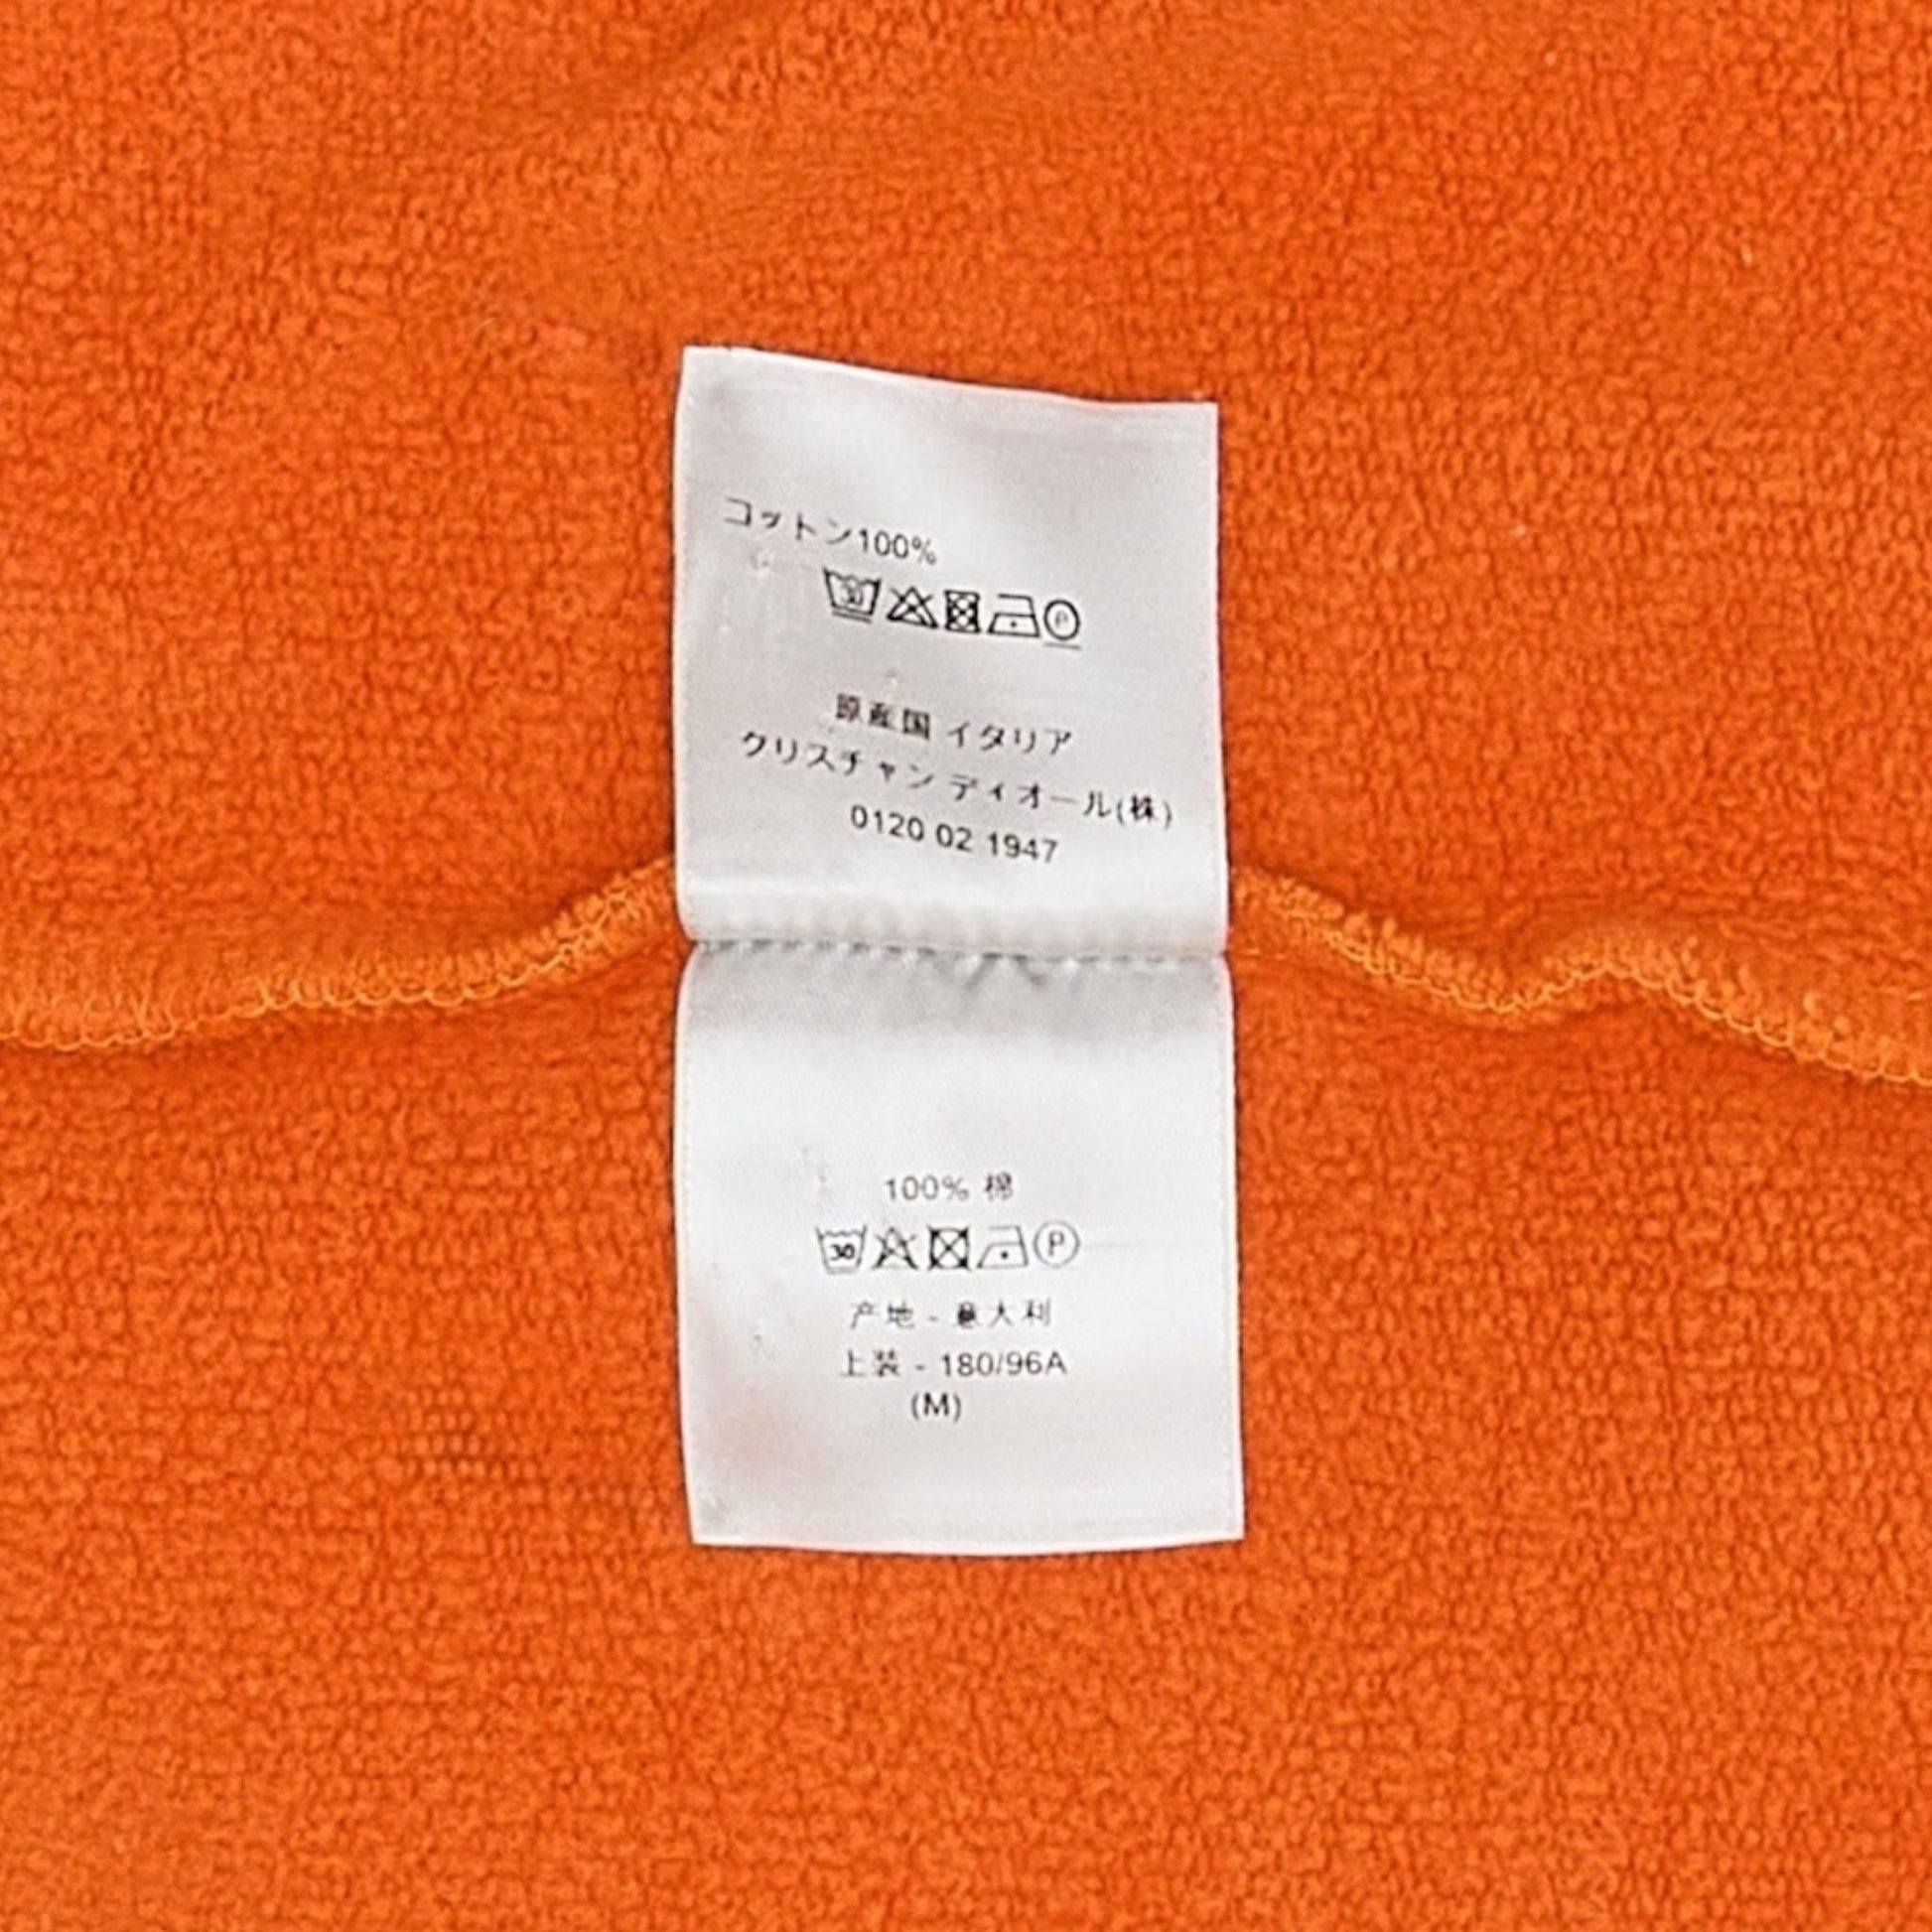 コットン100%
30 P
原産国 イタリア
クリスチャン ディオール(株)
0120 02 1947
100% 棉
30 P
产地 - 意大利
上装 - 180/96A
(M)